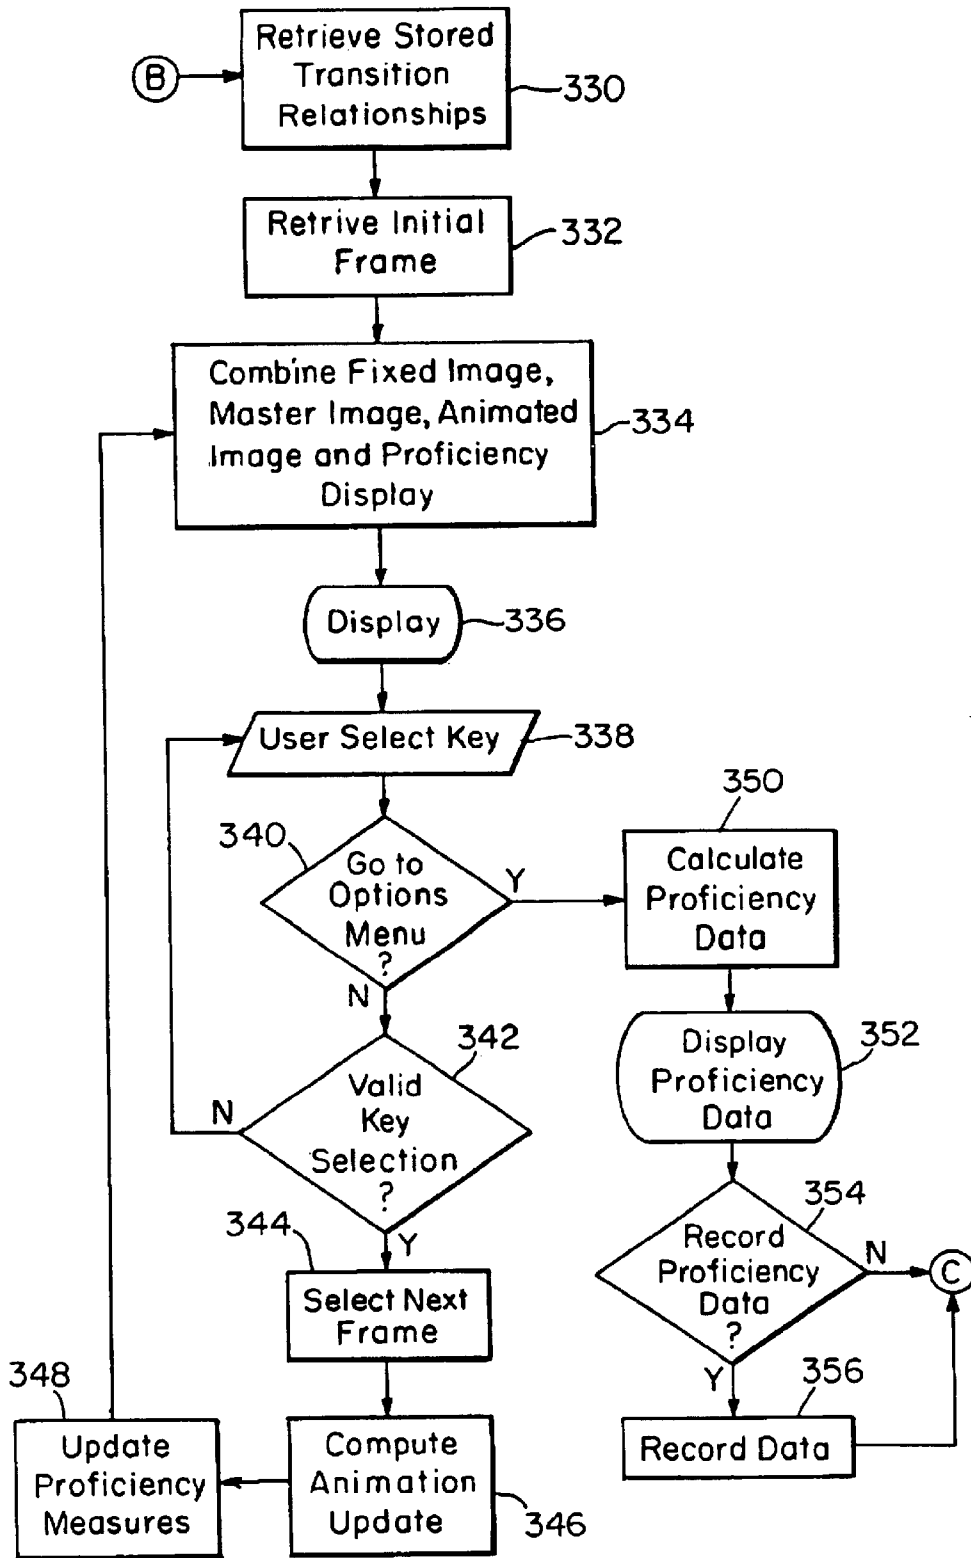 B
Retrieve Stored
Transition
Relationships
330
Retrive Initial
Frame
332
Combine Fixed Image,
Master Image, Animated
Image and Proficiency
Display
334
Display
336
User Select Key
338
340
Go to
Options
Menu
?
Y
N
350
Calculate
Proficiency
Data
342
Valid
Key
Selection
?
N
Y
Display
Proficiency
Data
352
354
Record
Proficiency
Data
?
N
C
Y
344
Select Next
Frame
356
Record Data
348
Update
Proficiency
Measures
Compute
Animation
Update
346